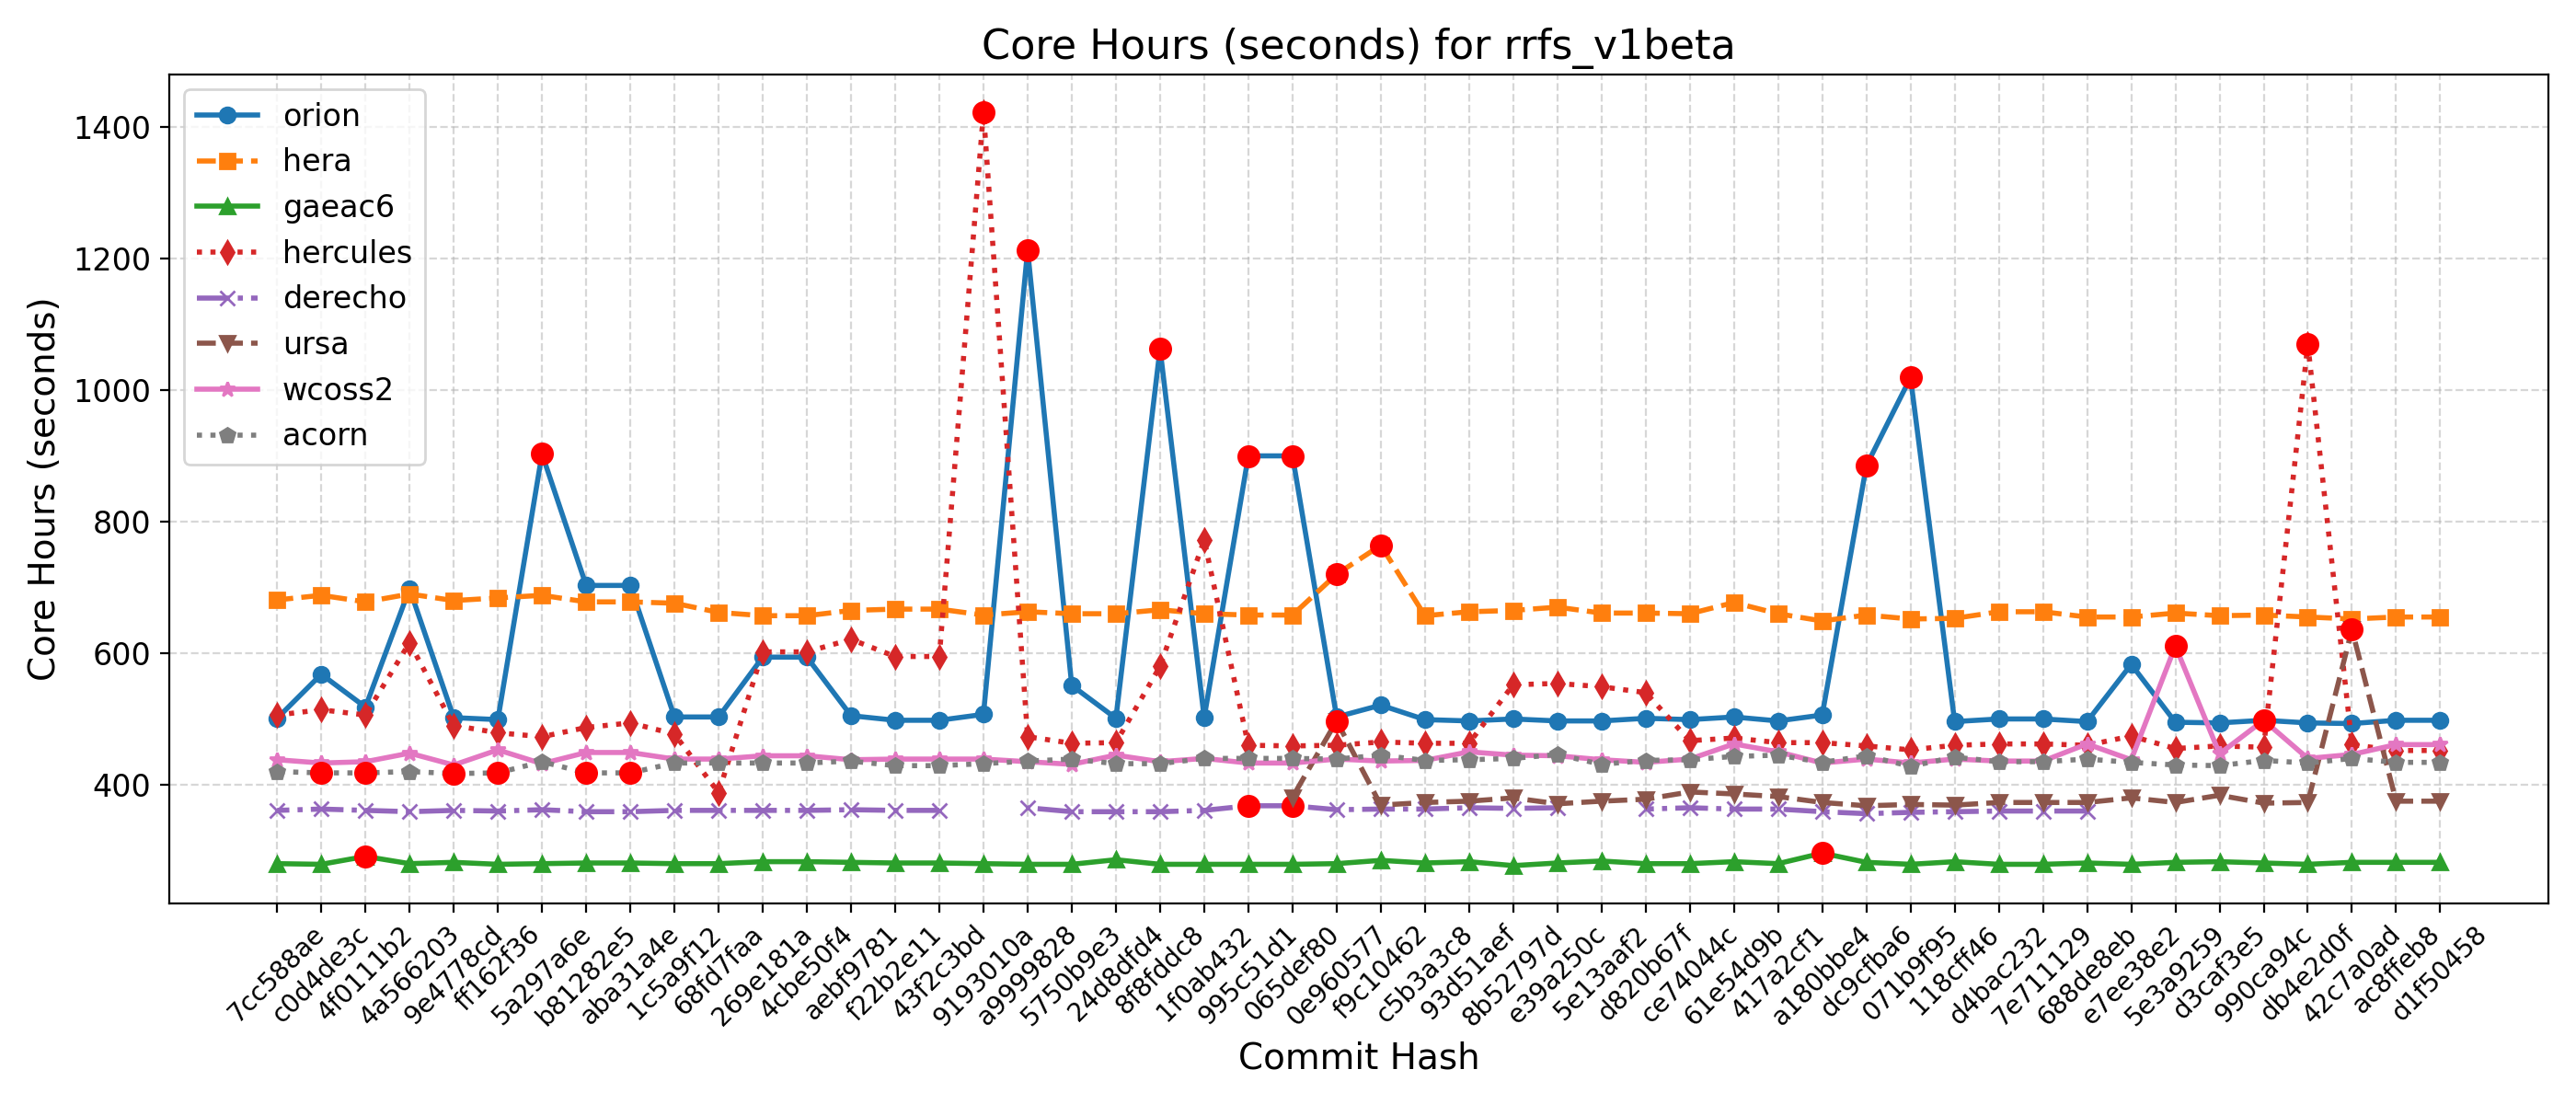 Core Hours (seconds) for rrfs_v1beta
Core Hours (seconds)
1400
1200
1000
800
600
400
orion
hera
gaeac6
hercules
derecho
ursa
wcoss2
acorn
7cc588ae
c0d4de3c
4f0111b2
4a566203
9e4778cd
ff162f36
5a297a6e
b81282e5
aba31a4e
1c5a9f12
68fd7faa
269e181a
4cbe50f4
aebf9781
f22b2e11
43f2c3bd
9193010a
a9999828
5750b9e3
24d8dfd4
8f8fddc8
1f0ab432
995c51d1
065def80
0e960577
f9c10462
c5b3a3c8
93d51aef
8b52797d
e39a250c
5e13aaf2
d820b67f
ce74044c
61e54d9b
417a2cf1
a180bbe4
dc9cfba6
071b9f95
118cff46
d4bac232
7e711129
688de8eb
e7ee38e2
5e3a9259
d3caf3e5
990ca94c
db4e2d0f
42c7a0ad
ac8ffeb8
d1f50458
Commit Hash